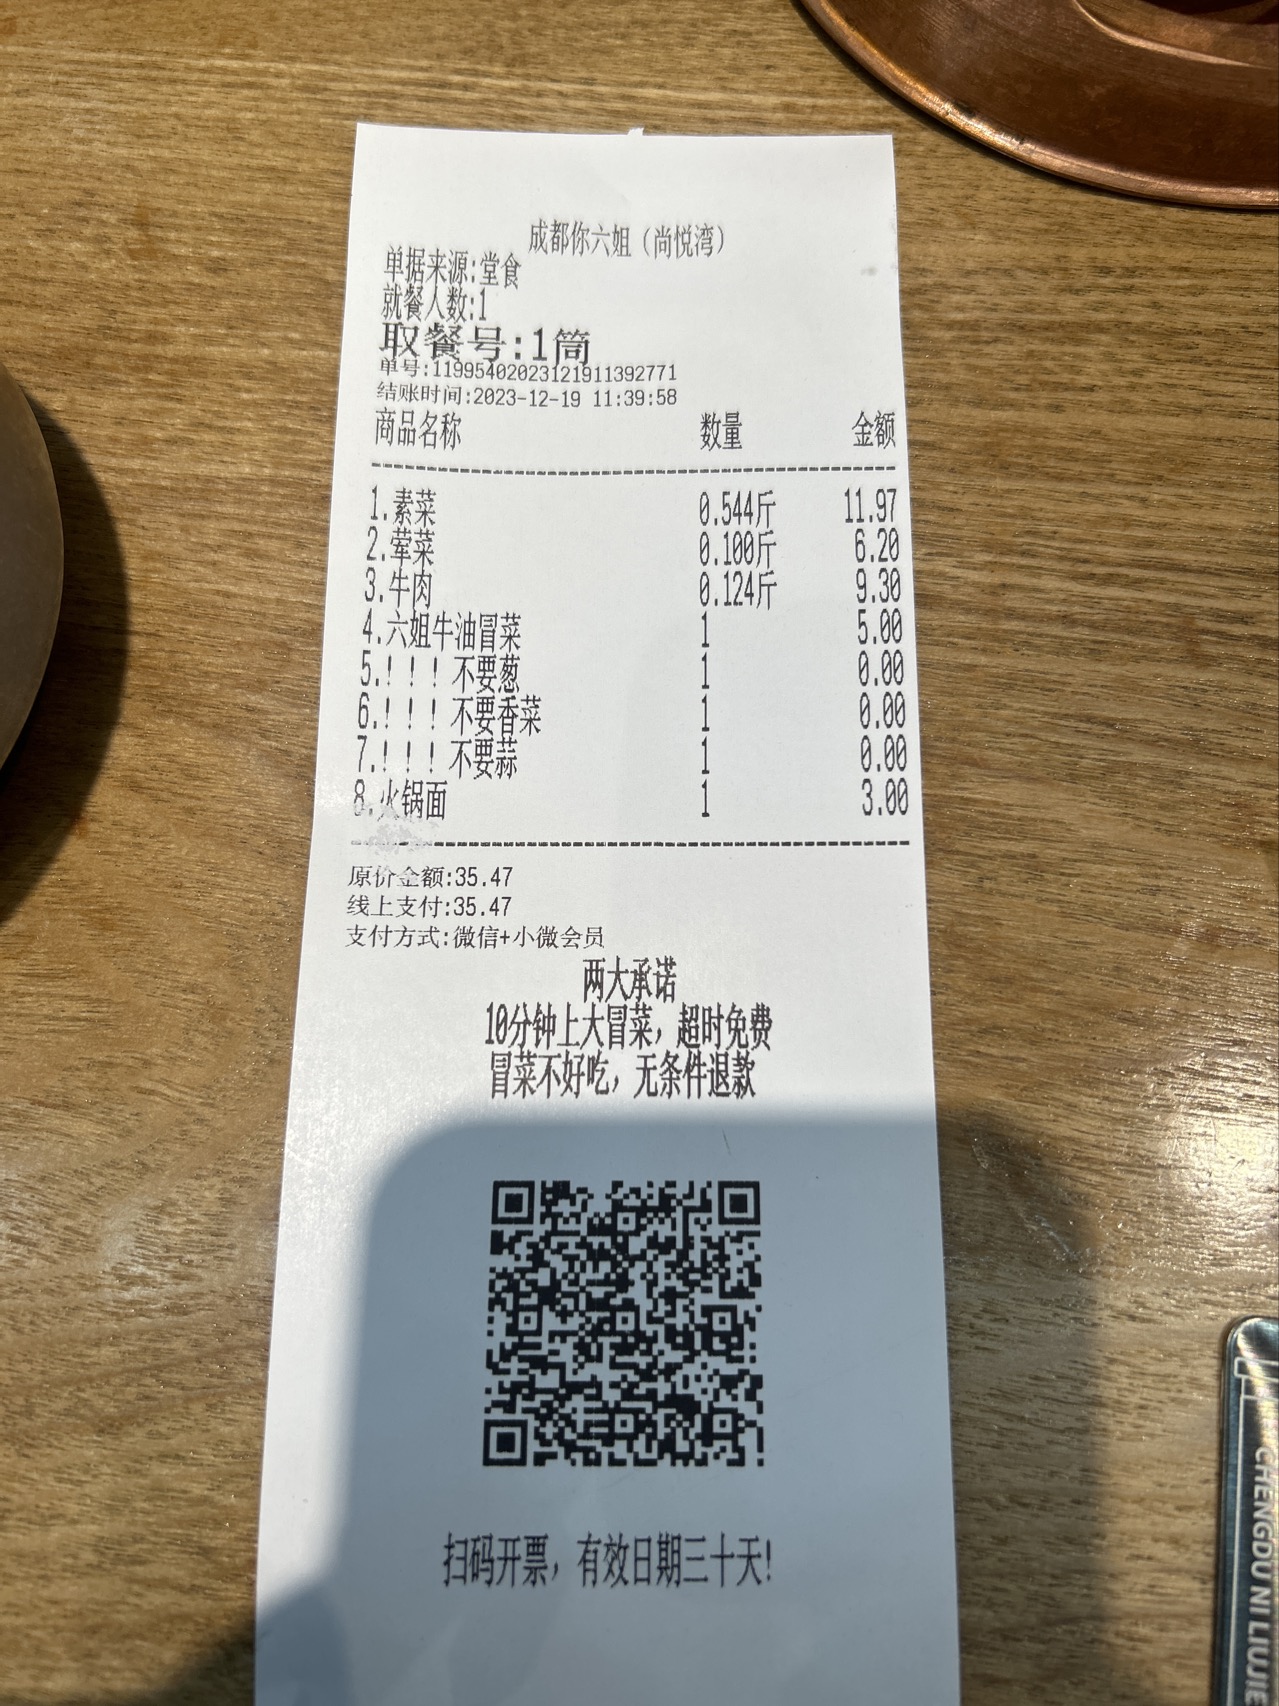 成都你六姐（尚悦湾）
单据来源:堂食
就餐人数:1
取餐号:1筒
单号:11995402023121911392771
结账时间:2023-12-19 11:39:58
商品名称 数量 金额
1.素菜 0.544斤 11.97
2.荤菜 0.100斤 6.20
3.牛肉 0.124斤 9.30
4.六姐牛油冒菜 1 5.00
5.！！！不要葱 1 0.00
6.！！！不要香菜 1 0.00
7.！！！不要蒜 1 0.00
8.火锅面 1 3.00
原价金额:35.47
线上支付:35.47
支付方式:微信+小微会员
两大承诺
10分钟上大冒菜，超时免费
冒菜不好吃，无条件退款
扫码开票，有效日期三十天！
CHENGDU NI LIUJIE